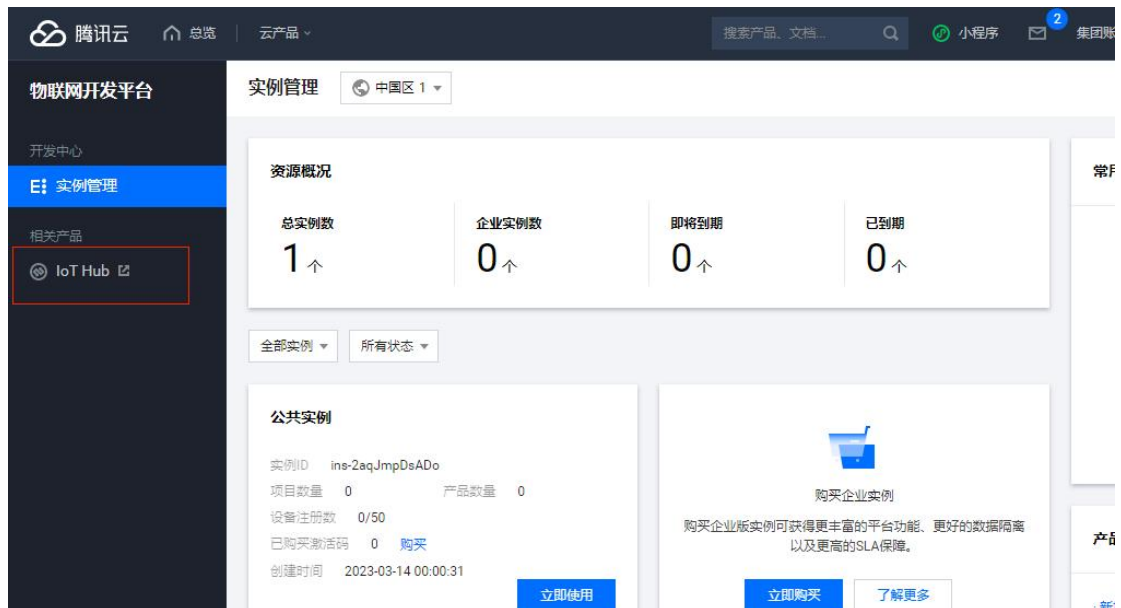 腾讯云 总览 云产品 搜索产品、文档... 小程序 2 集团账
物联网开发平台
开发中心
实例管理
相关产品
IoT Hub
实例管理 中国区 1
资源概况
总实例数 企业实例数 即将到期 已到期
1 个 0 个 0 个 0 个
全部实例 所有状态
公共实例
实例ID ins-2aqJmpDsADo
项目数量 0 产品数量 0
设备注册数 0/50
已购买激活码 0 购买
创建时间 2023-03-14 00:00:31
立即使用
购买企业实例
购买企业版实例可获得更丰富的平台功能、更好的数据隔离
以及更高的SLA保障。
立即购买 了解更多
常
产品